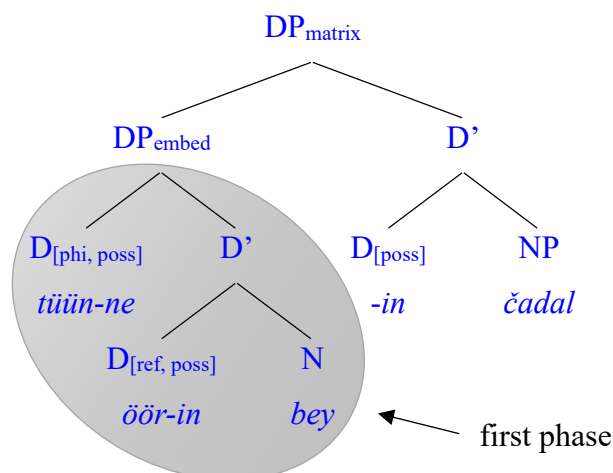 DPmatrix
DPembed D’
D[phi, poss] D’ D[poss] NP
tüün-ne -in čadal
D[ref, poss] N
öör-in bey
first phase